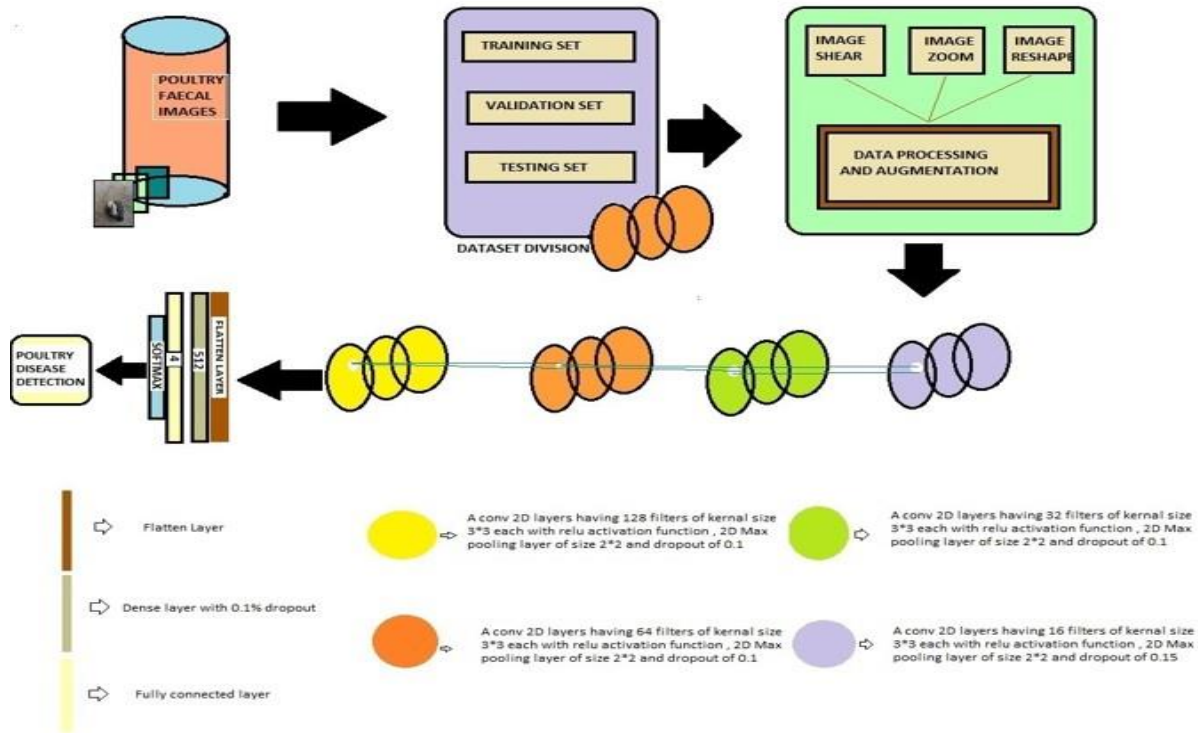 POULTRY
FAECAL
IMAGES
TRAINING SET
VALIDATION SET
TESTING SET
DATASET DIVISION
IMAGE
SHEAR
IMAGE
ZOOM
IMAGE
RESHAPE
DATA PROCESSING
AND AUGMENTATION
POULTRY
DISEASE
DETECTION
SOFTMAX
4
512
FLATTEN LAYER
Flatten Layer
Dense layer with 0.1% dropout
Fully connected layer
A conv 2D layers having 128 filters of kernal size
3*3 each with relu activation function , 2D Max
pooling layer of size 2*2 and dropout of 0.1
A conv 2D layers having 32 filters of kernal size
3*3 each with relu activation function , 2D Max
pooling layer of size 2*2 and dropout of 0.1
A conv 2D layers having 64 filters of kernal size
3*3 each with relu activation function , 2D Max
pooling layer of size 2*2 and dropout of 0.1
A conv 2D layers having 16 filters of kernal size
3*3 each with relu activation function , 2D Max
pooling layer of size 2*2 and dropout of 0.15